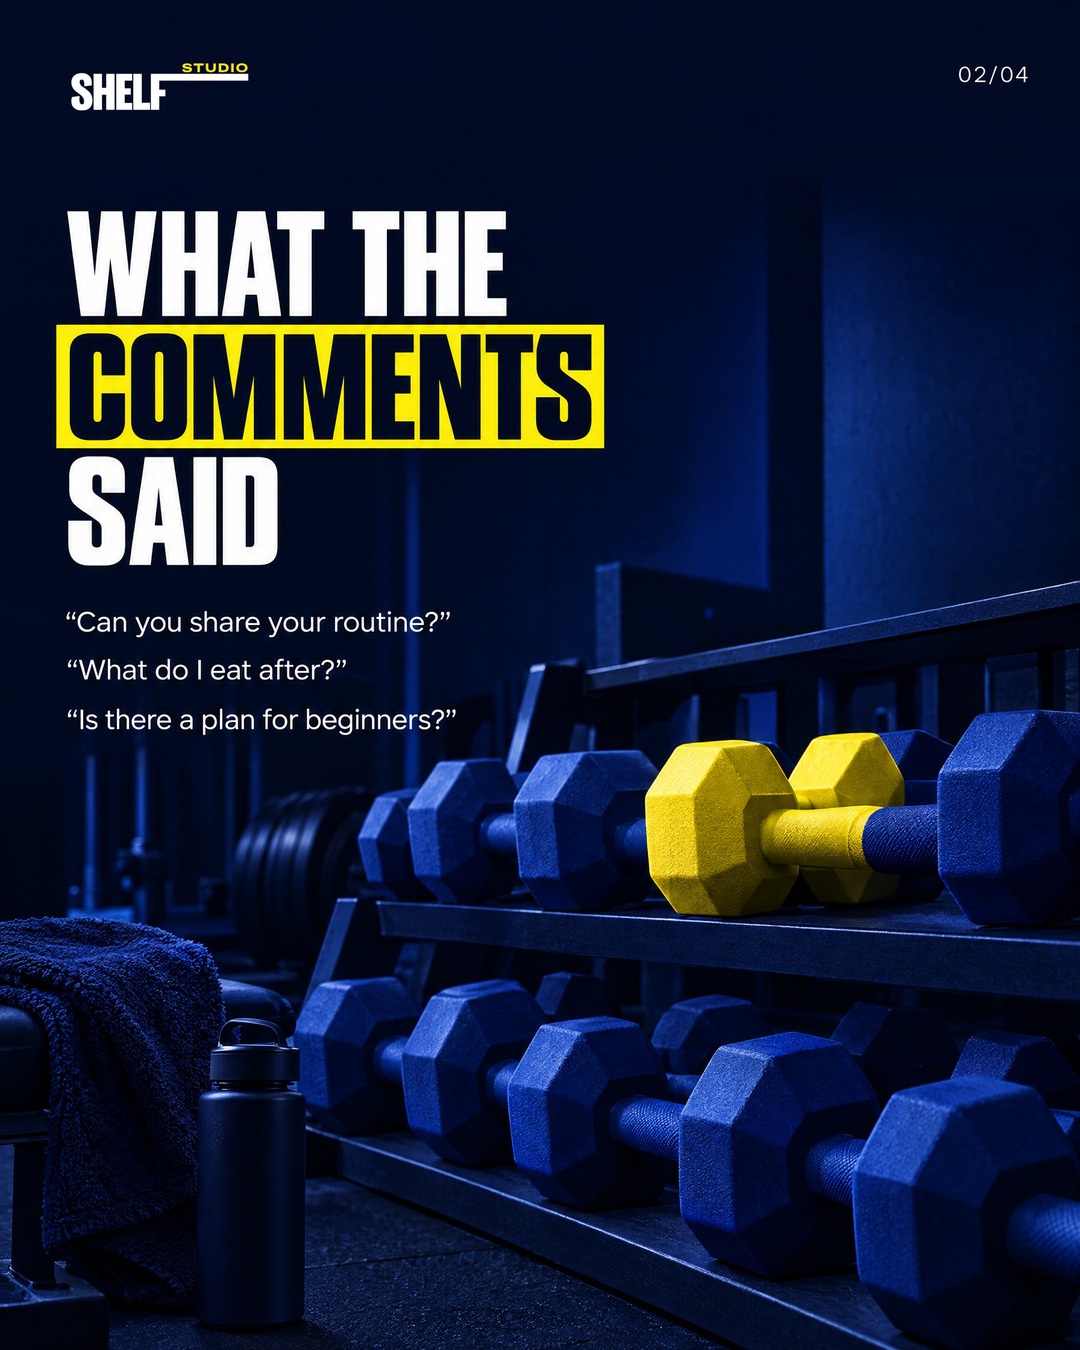 STUDIO
SHELF
02/04
WHAT THE
COMMENTS
SAID
“Can you share your routine?”
“What do I eat after?”
“Is there a plan for beginners?”